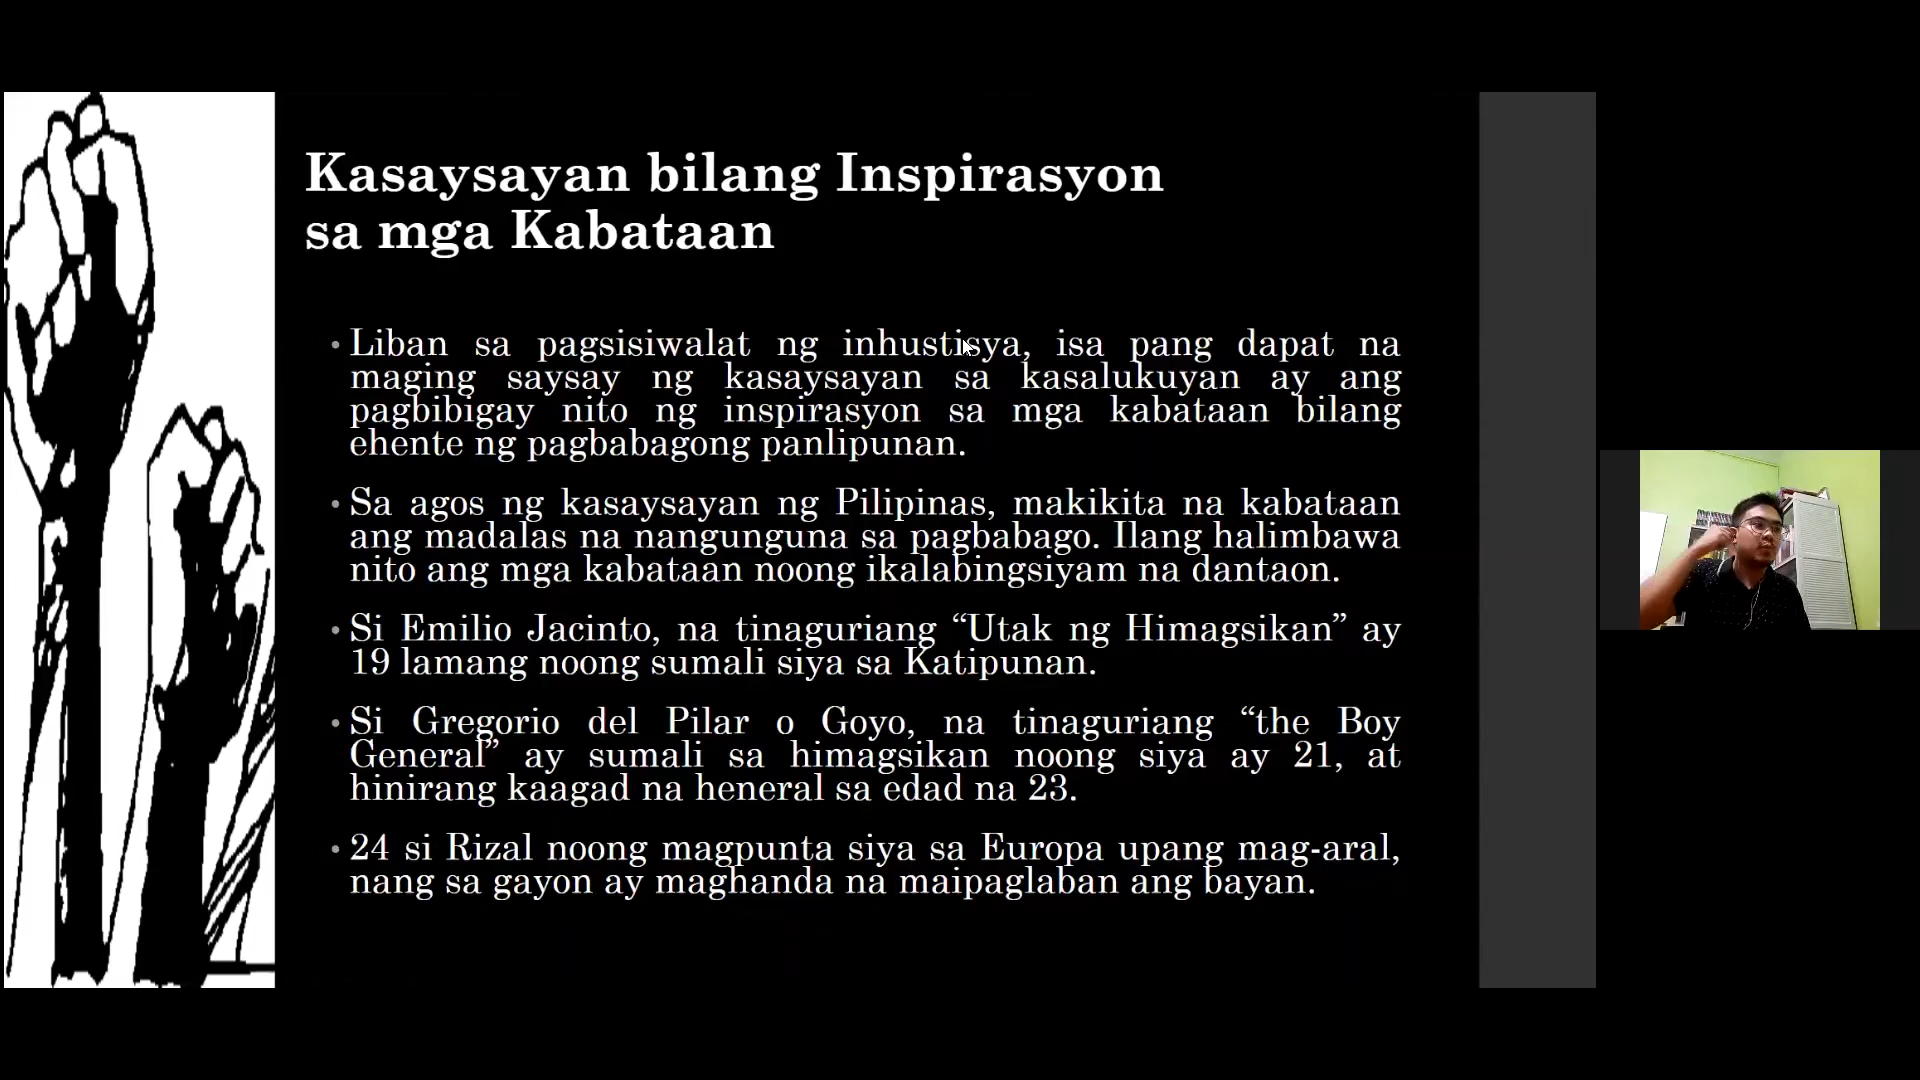 Kasaysayan bilang Inspirasyon
sa mga Kabataan
• Liban sa pagsisiwalat ng inhustisya, isa pang dapat na
maging saysay ng kasaysayan sa kasalukuyan ay ang
pagbibigay nito ng inspirasyon sa mga kabataan bilang
ehente ng pagbabagong panlipunan.
• Sa agos ng kasaysayan ng Pilipinas, makikita na kabataan
ang madalas na nangunguna sa pagbabago. Ilang halimbawa
nito ang mga kabataan noong ikalabingsiyam na dantaon.
• Si Emilio Jacinto, na tinaguriang “Utak ng Himagsikan” ay
19 lamang noong sumali siya sa Katipunan.
• Si Gregorio del Pilar o Goyo, na tinaguriang “the Boy
General” ay sumali sa himagsikan noong siya ay 21, at
hinirang kaagad na heneral sa edad na 23.
• 24 si Rizal noong magpunta siya sa Europa upang mag-aral,
nang sa gayon ay maghanda na maipaglaban ang bayan.